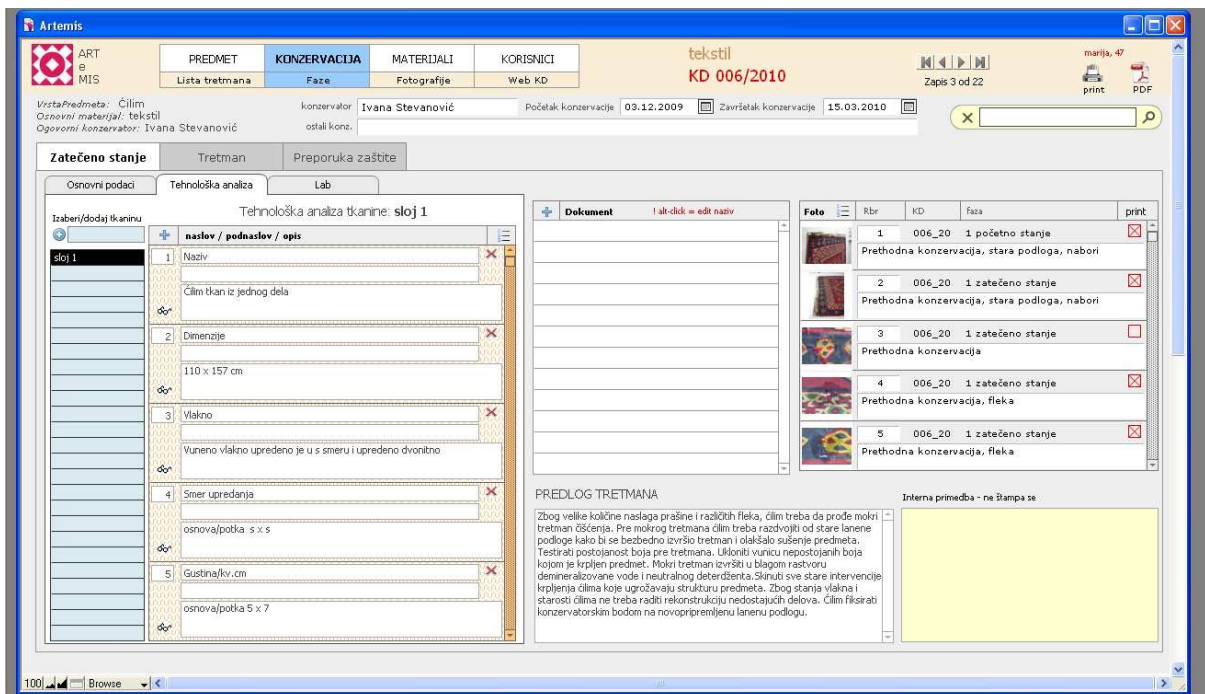 Artemis
ART
e
MIS
PREDMET
KONZERVACIJA
MATERIJALI
KORISNICI
Lista tretmana
Faze
Fotografije
Web KD
tekstil
KD 006/2010
Zapis 3 od 22
marija, 47
print
PDF
VrstaPredmeta: Ćilim
Osnovni materijal: tekstil
Ogovorni konzervator: Ivana Stevanović
konzervator Ivana Stevanović
ostali konz.
Početak konzervacije 03.12.2009
Završetak konzervacije 15.03.2010
Zatečeno stanje
Tretman
Preporuka zaštite
Osnovni podaci
Tehnološka analiza
Lab
Izaberi/dodaj tkaninu
sloj 1
Tehnološka analiza tkanine: sloj 1
naslov / podnaslov / opis
1 Naziv
Ćilim tkan iz jednog dela
2 Dimenzije
110 x 157 cm
3 Vlakno
Vuneno vlakno upredeno je u s smeru i upredeno dvonitno
4 Smer upredanja
osnova/potka s x s
5 Gustina/kv.cm
osnova/potka 5 x 7
Dokument
! alt-click = edit naziv
Foto
Rbr
KD
faza
print
1 006_20 1 početno stanje
Prethodna konzervacija, stara podloga, nabori
2 006_20 1 zatečeno stanje
Prethodna konzervacija, stara podloga, nabori
3 006_20 1 zatečeno stanje
Prethodna konzervacija
4 006_20 1 zatečeno stanje
Prethodna konzervacija, fleka
5 006_20 1 zatečeno stanje
Prethodna konzervacija, fleka
PREDLOG TRETMANA
Zbog velike količine naslaga prašine i različitih fleka, ćilim treba da prođe mokri
tretman čišćenja. Pre mokrog tretmana ćilim treba razdvojiti od stare lanene
podloge kako bi se bezbedno izvršio tretman i olakšalo sušenje predmeta.
Testirati postojanost boja pre tretmana. Ukloniti vunicu nepostojanih boja
kojom je krpljen predmet. Mokri tretman izvršiti u blagom rastvoru
demineralizovane vode i neutralnog deterdženta.Skinuti sve stare intervencije
krpljenja ćilima koje ugrožavaju strukturu predmeta. Zbog stanja vlakna i
starosti ćilima ne treba raditi rekonstrukciju nedostajućih delova. Ćilim fiksirati
konzervatorskim bodom na novopripremljenu lanenu podlogu.
Interna primedba - ne štampa se
100
Browse